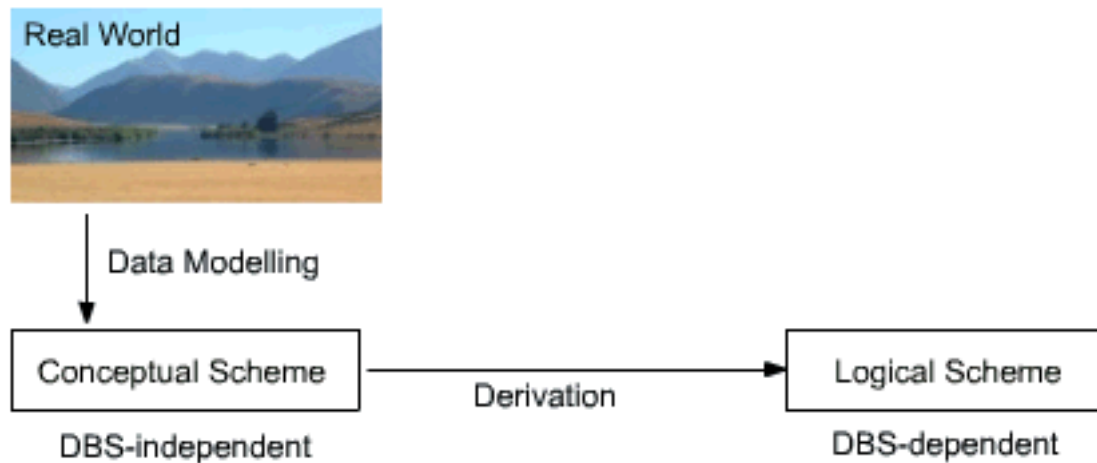 Real World
Data Modelling
Conceptual Scheme
Derivation
Logical Scheme
DBS-independent
DBS-dependent